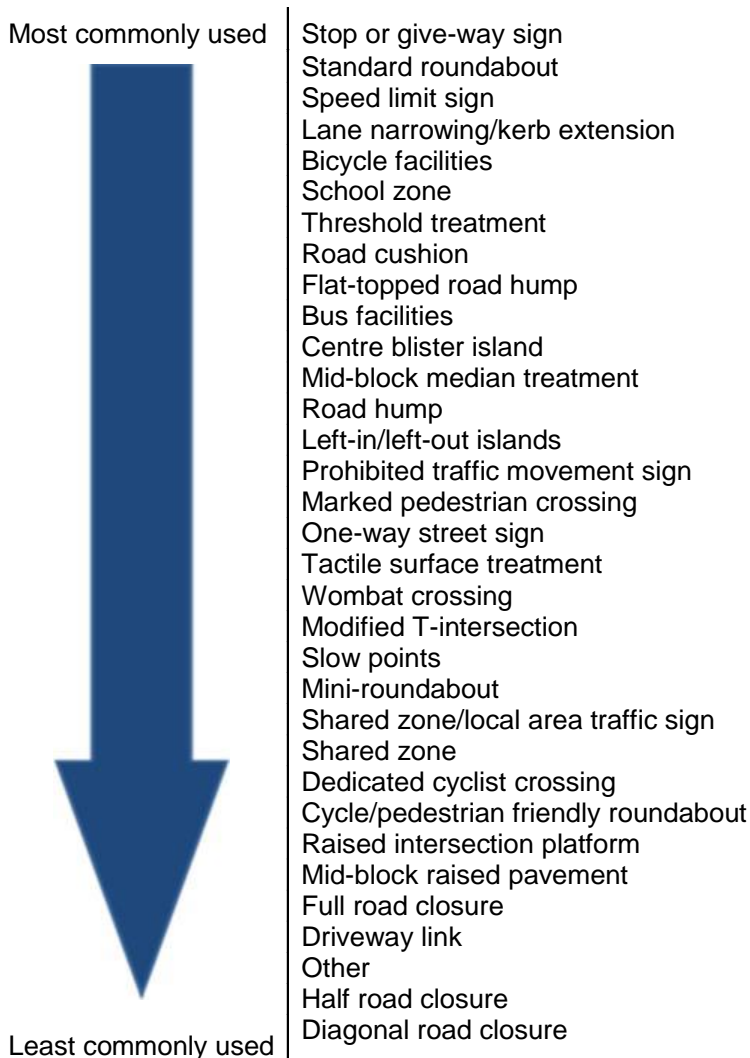 Most commonly used
Stop or give-way sign
Standard roundabout
Speed limit sign
Lane narrowing/kerb extension
Bicycle facilities
School zone
Threshold treatment
Road cushion
Flat-topped road hump
Bus facilities
Centre blister island
Mid-block median treatment
Road hump
Left-in/left-out islands
Prohibited traffic movement sign
Marked pedestrian crossing
One-way street sign
Tactile surface treatment
Wombat crossing
Modified T-intersection
Slow points
Mini-roundabout
Shared zone/local area traffic sign
Shared zone
Dedicated cyclist crossing
Cycle/pedestrian friendly roundabout
Raised intersection platform
Mid-block raised pavement
Full road closure
Driveway link
Other
Half road closure
Diagonal road closure
Least commonly used